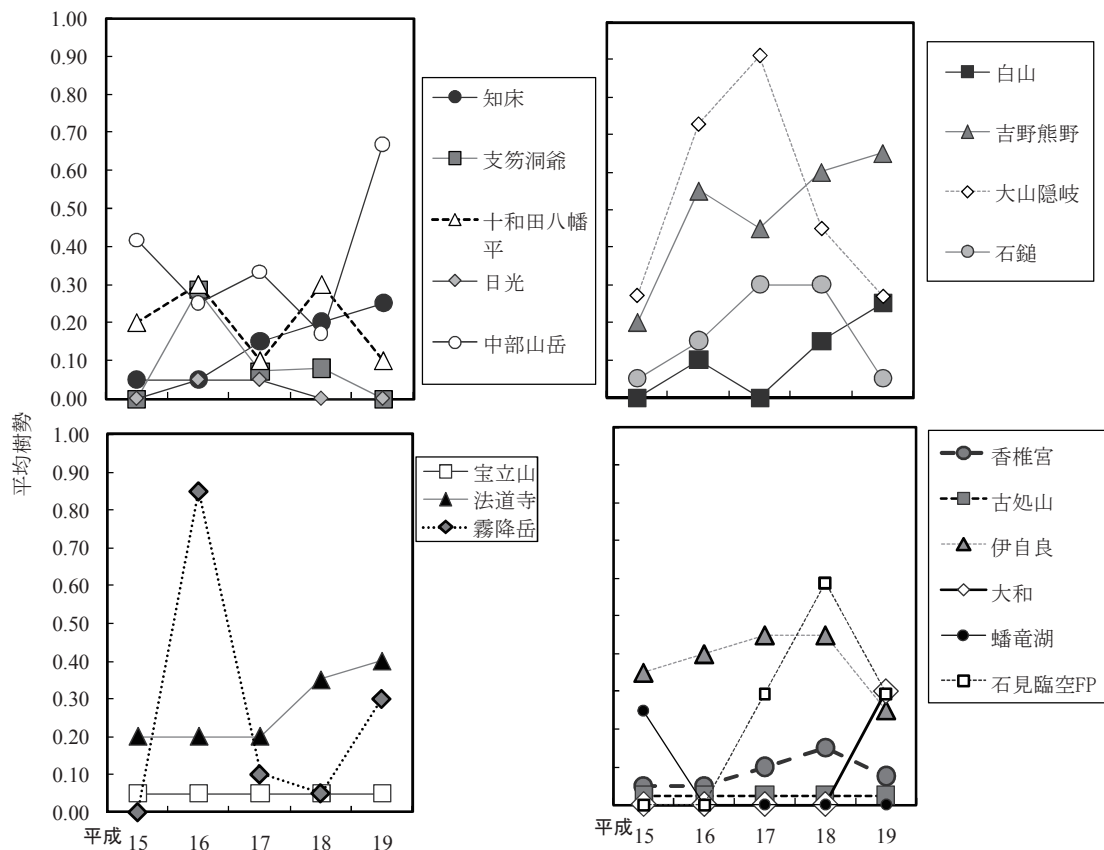 1.00
0.90
0.80
0.70
0.60
0.50
0.40
0.30
0.20
0.10
0.00
知床
支笏洞爺
十和田八幡
平
日光
中部山岳
白山
吉野熊野
大山隠岐
石鎚
平均樹勢
1.00
0.90
0.80
0.70
0.60
0.50
0.40
0.30
0.20
0.10
0.00
宝立山
法道寺
霧降岳
平成 15 16 17 18 19
香椎宮
古処山
伊自良
大和
蟠竜湖
石見臨空FP
平成 15 16 17 18 19